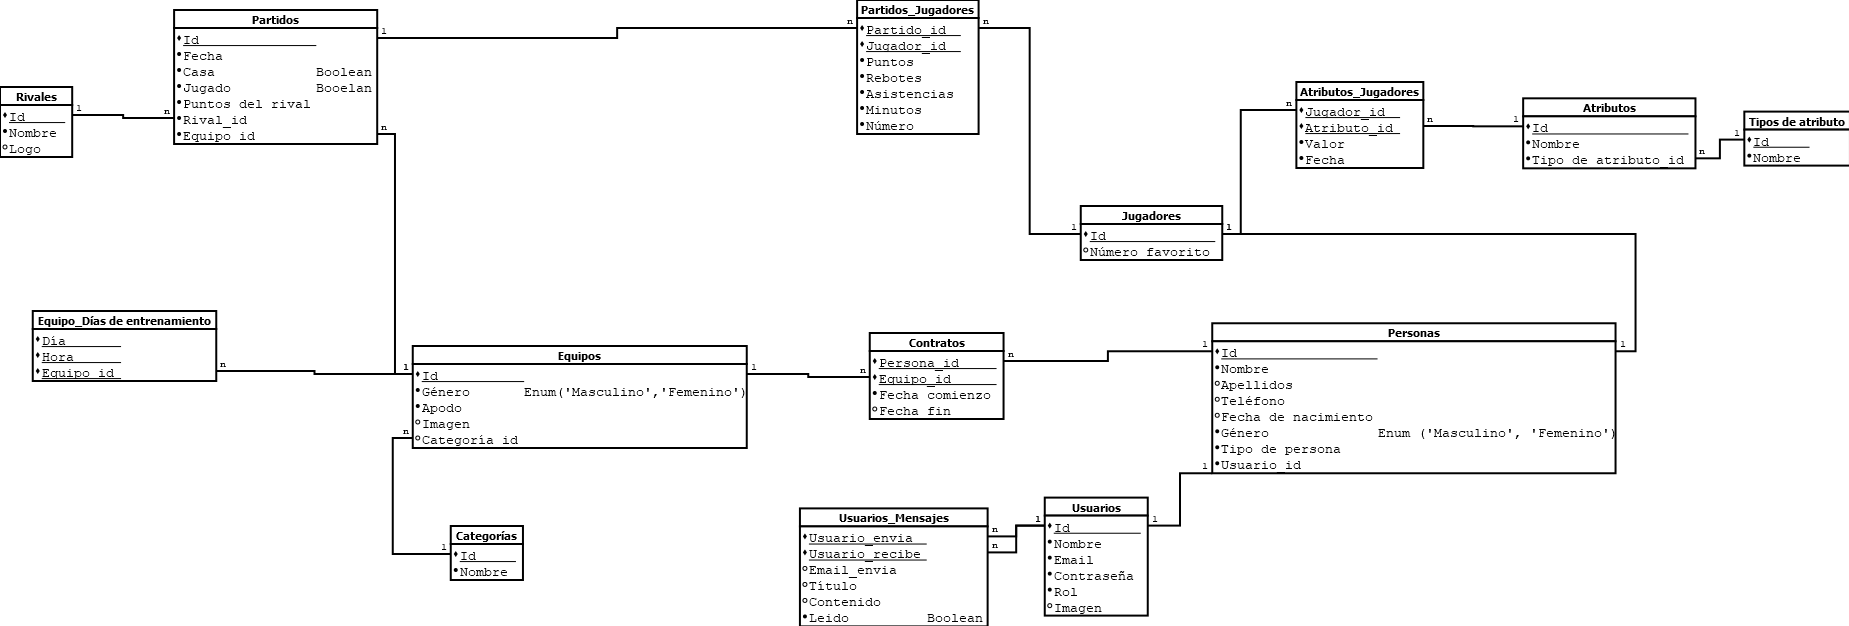 Partidos
Id
Fecha
Casa Boolean
Jugado Booelan
Puntos del rival
Rival_id
Equipo_id
1
n
n
Rivales
Id
Nombre
Logo
1
Partidos_Jugadores
Partido_id
Jugador_id
Puntos
Rebotes
Asistencias
Minutos
Número
n
n
Atributos_Jugadores
Jugador_id
Atributo_id
Valor
Fecha
n
n
Atributos
Id
Nombre
Tipo de atributo_id
1
n
Tipos de atributo
Id
Nombre
1
Jugadores
Id
Número favorito
1
1
Equipo_Días de entrenamiento
Día
Hora
Equipo_id
n
Equipos
Id
Género Enum('Masculino','Femenino')
Apodo
Imagen
Categoría_id
1
1
n
Contratos
Persona_id
Equipo_id
Fecha comienzo
Fecha fin
n
n
Personas
Id
Nombre
Apellidos
Teléfono
Fecha de nacimiento
Género Enum ('Masculino', 'Femenino')
Tipo de persona
Usuario_id
1
1
1
Categorías
Id
Nombre
1
Usuarios_Mensajes
Usuario_envia
Usuario_recibe
Email_envia
Título
Contenido
Leido Boolean
n
n
Usuarios
Id
Nombre
Email
Contraseña
Rol
Imagen
1
1